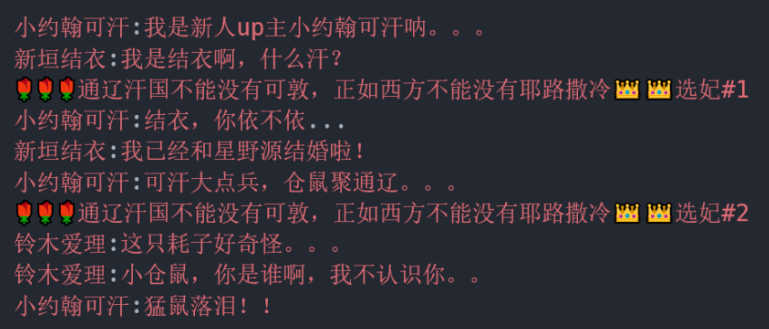 小约翰可汗:我是新人up主小约翰可汗呐。。。
新垣结衣:我是结衣啊，什么汗？
🌹🌹🌹通辽汗国不能没有可敦，正如西方不能没有耶路撒冷👑👑选妃#1
小约翰可汗:结衣，你依不依...
新垣结衣:我已经和星野源结婚啦！
小约翰可汗:可汗大点兵，仓鼠聚通辽。。。
🌹🌹🌹通辽汗国不能没有可敦，正如西方不能没有耶路撒冷👑👑选妃#2
铃木爱理:这只耗子好奇怪。。。
铃木爱理:小仓鼠，你是谁啊，我不认识你。。
小约翰可汗:猛鼠落泪！！